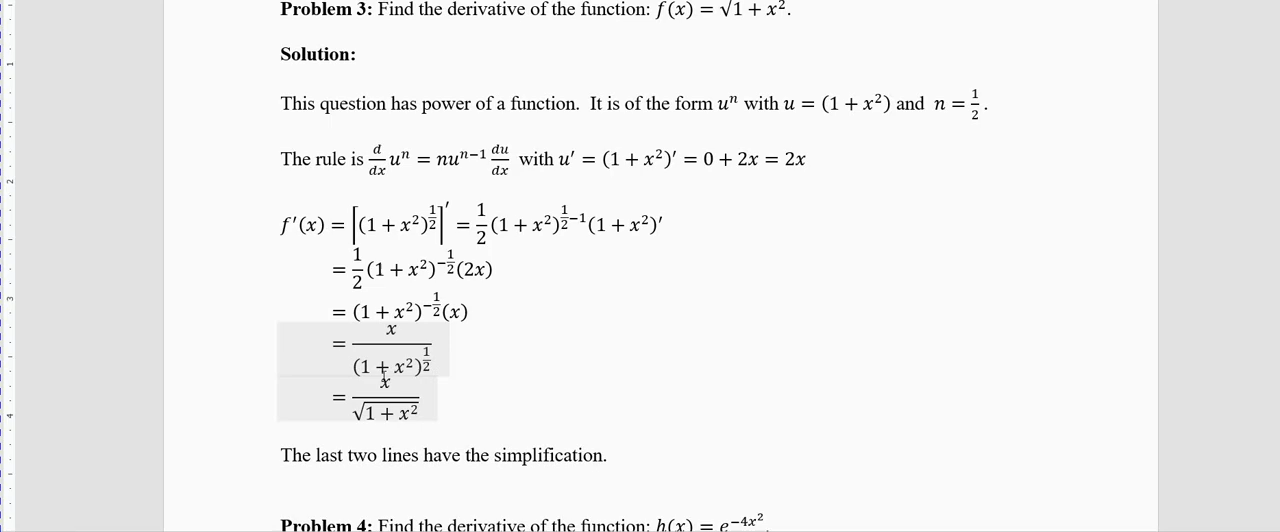 Problem 3: Find the derivative of the function: f(x) = √1 + x².
Solution:
This question has power of a function. It is of the form uⁿ with u = (1 + x²) and n = 1/2.
The rule is d/dx uⁿ = nuⁿ⁻¹ du/dx with u′ = (1 + x²)′ = 0 + 2x = 2x
f′(x) = [(1 + x²)^(1/2)]′ = 1/2 (1 + x²)^(1/2−1) (1 + x²)′
= 1/2 (1 + x²)^(−1/2) (2x)
= (1 + x²)^(−1/2) (x)
= x/(1 + x²)^(1/2)
= x/√(1 + x²)
The last two lines have the simplification.
Problem 4: Find the derivative of the function: h(x) = e^(−4x²)
1
2
3
4